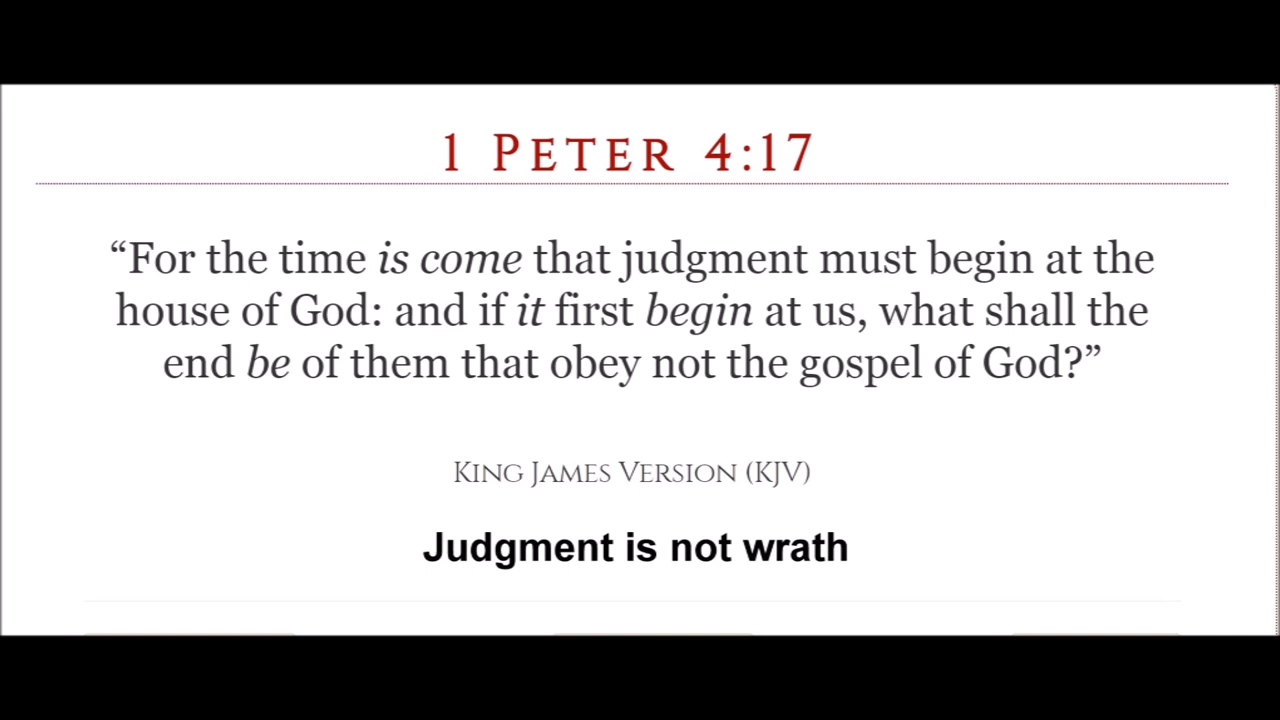 1 PETER 4:17
“For the time is come that judgment must begin at the
house of God: and if it first begin at us, what shall the
end be of them that obey not the gospel of God?”
KING JAMES VERSION (KJV)
Judgment is not wrath